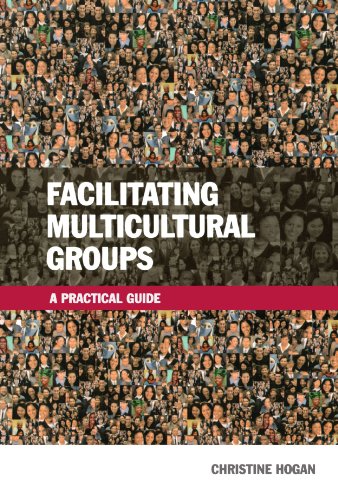 FACILITATING
MULTICULTURAL
GROUPS
A PRACTICAL GUIDE
CHRISTINE HOGAN